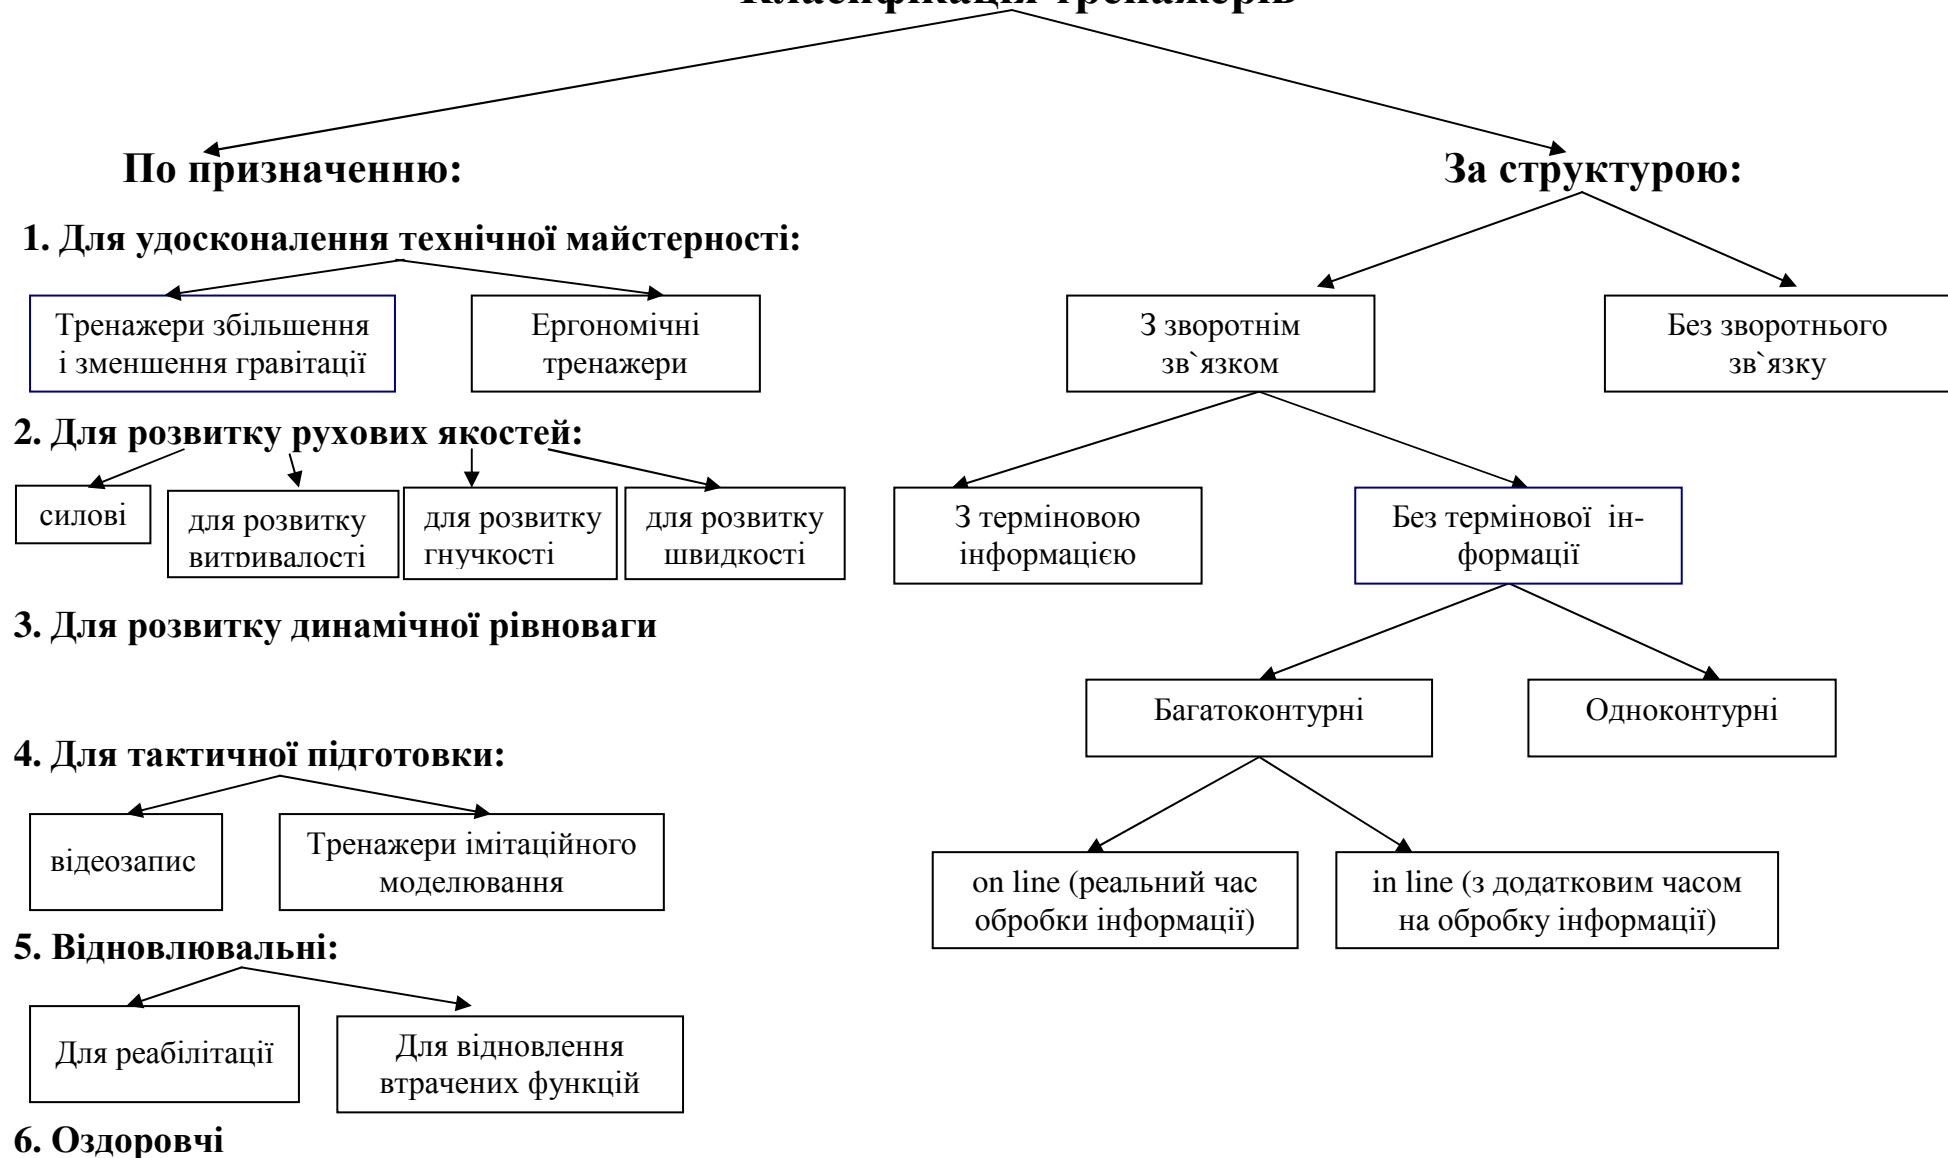 Класифікація тренажерів
По призначенню:
За структурою:
1. Для удосконалення технічної майстерності:
Тренажери збільшення
і зменшення гравітації
Ергономічні
тренажери
З зворотнім
зв`язком
Без зворотнього
зв`язку
2. Для розвитку рухових якостей:
силові
для розвитку
витривалості
для розвитку
гнучкості
для розвитку
швидкості
З терміновою
інформацією
Без термінової ін-
формації
3. Для розвитку динамічної рівноваги
Багатоконтурні
Одноконтурні
4. Для тактичної підготовки:
відеозапис
Тренажери імітаційного
моделювання
on line (реальний час
обробки інформації)
in line (з додатковим часом
на обробку інформації)
5. Відновлювальні:
Для реабілітації
Для відновлення
втрачених функцій
6. Оздоровчі